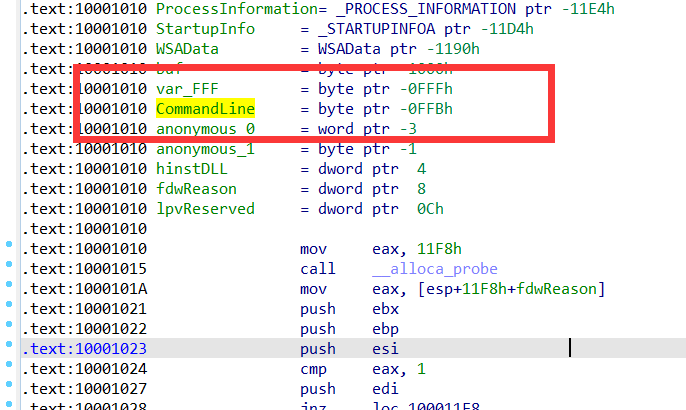 .text:10001010 ProcessInformation= _PROCESS_INFORMATION ptr -11E4h
.text:10001010 StartupInfo     = _STARTUPINFOA ptr -11D4h
.text:10001010 WSAData         = WSAData ptr -1190h
.text:10001010 buf             = byte ptr -1000h
.text:10001010 var_FFF         = byte ptr -0FFFh
.text:10001010 CommandLine     = byte ptr -0FFBh
.text:10001010 anonymous_0     = word ptr -3
.text:10001010 anonymous_1     = byte ptr -1
.text:10001010 hinstDLL        = dword ptr  4
.text:10001010 fdwReason       = dword ptr  8
.text:10001010 lpvReserved     = dword ptr  0Ch
.text:10001010
.text:10001010                 mov     eax, 11F8h
.text:10001015                 call    __alloca_probe
.text:1000101A                 mov     eax, [esp+11F8h+fdwReason]
.text:10001021                 push    ebx
.text:10001022                 push    ebp
.text:10001023                 push    esi
.text:10001024                 cmp     eax, 1
.text:10001027                 push    edi
.text:10001028                 jnz     loc_100011E8